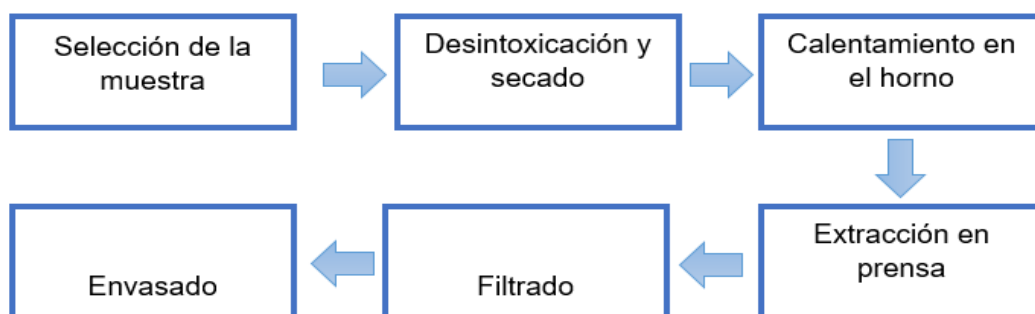 Selección de la
muestra
Desintoxicación y
secado
Calentamiento en
el horno
Extracción en
prensa
Filtrado
Envasado